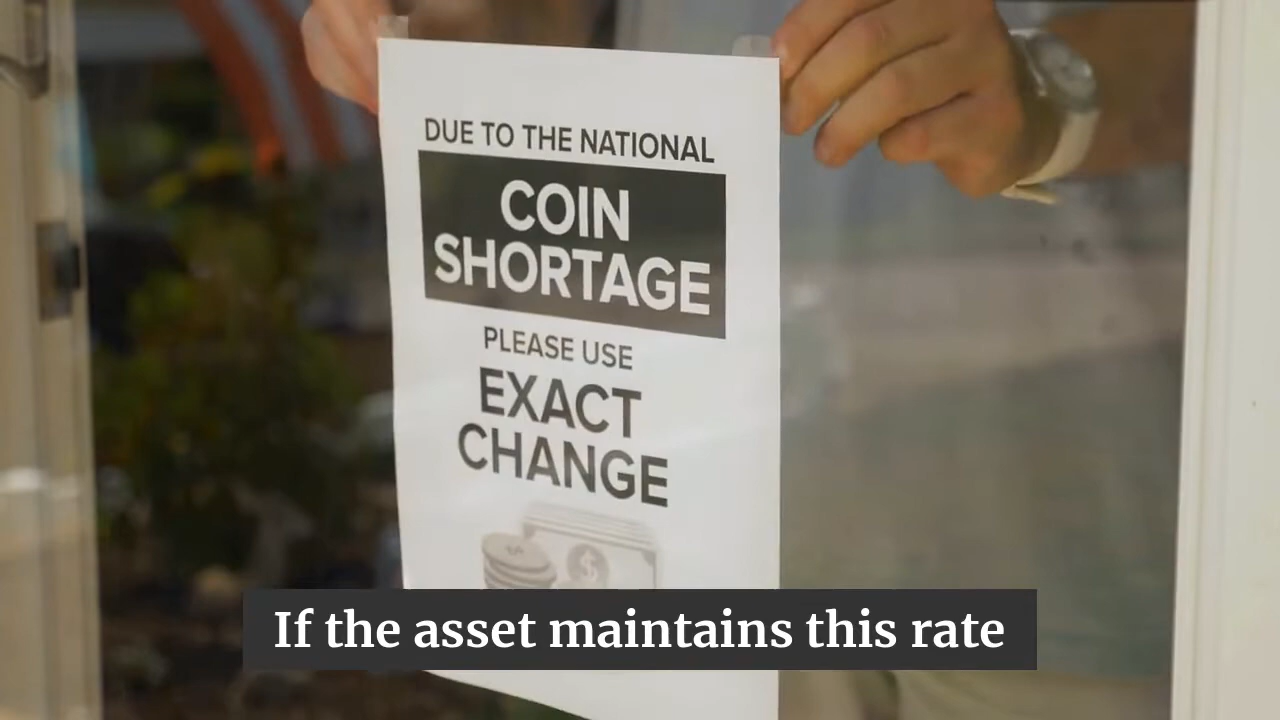 DUE TO THE NATIONAL
COIN
SHORTAGE
PLEASE USE
EXACT
CHANGE
If the asset maintains this rate